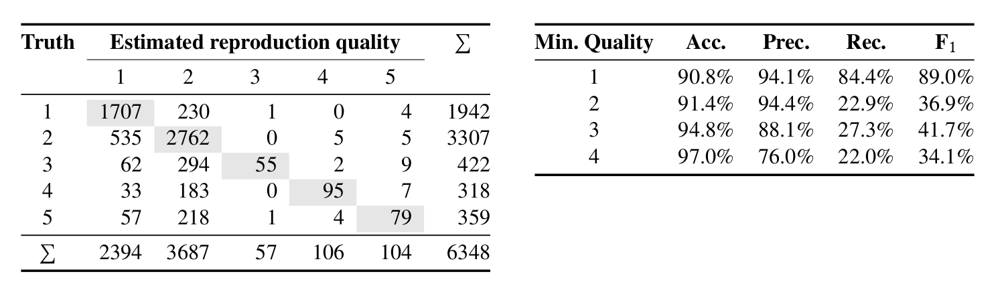 Truth Estimated reproduction quality ∑
1 2 3 4 5
1 1707 230 1 0 4 1942
2 535 2762 0 5 5 3307
3 62 294 55 2 9 422
4 33 183 0 95 7 318
5 57 218 1 4 79 359
∑ 2394 3687 57 106 104 6348
Min. Quality Acc. Prec. Rec. F₁
1 90.8% 94.1% 84.4% 89.0%
2 91.4% 94.4% 22.9% 36.9%
3 94.8% 88.1% 27.3% 41.7%
4 97.0% 76.0% 22.0% 34.1%